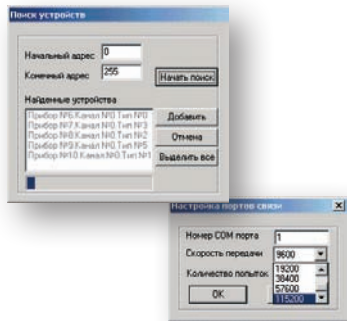 Поиск устройств
Начальный адрес 0
Конечный адрес 255
Начать поиск
Найденные устройства
Прибор №6.Канал №0.Тип №0
Прибор №7.Канал №0.Тип №3
Прибор №8.Канал №0.Тип №2
Прибор №9.Канал №0.Тип №5
Прибор №10.Канал №0.Тип №1
Добавить
Отмена
Выделить все
Настройка портов связи
Номер COM порта 1
Скорость передачи 9600
Количество попыток
19200
38400
57600
115200
OK